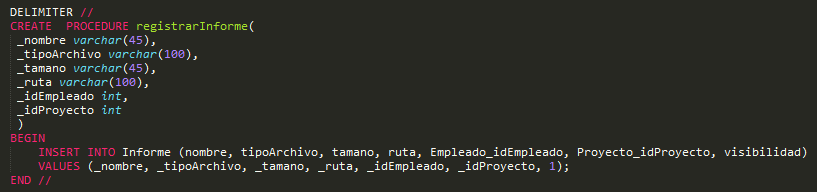 DELIMITER //
CREATE  PROCEDURE registrarInforme(
_nombre varchar(45),
_tipoArchivo varchar(100),
_tamano varchar(45),
_ruta varchar(100),
_idEmpleado int,
_idProyecto int
)
BEGIN
    INSERT INTO Informe (nombre, tipoArchivo, tamano, ruta, Empleado_idEmpleado, Proyecto_idProyecto, visibilidad)
    VALUES (_nombre, _tipoArchivo, _tamano, _ruta, _idEmpleado, _idProyecto, 1);
END //